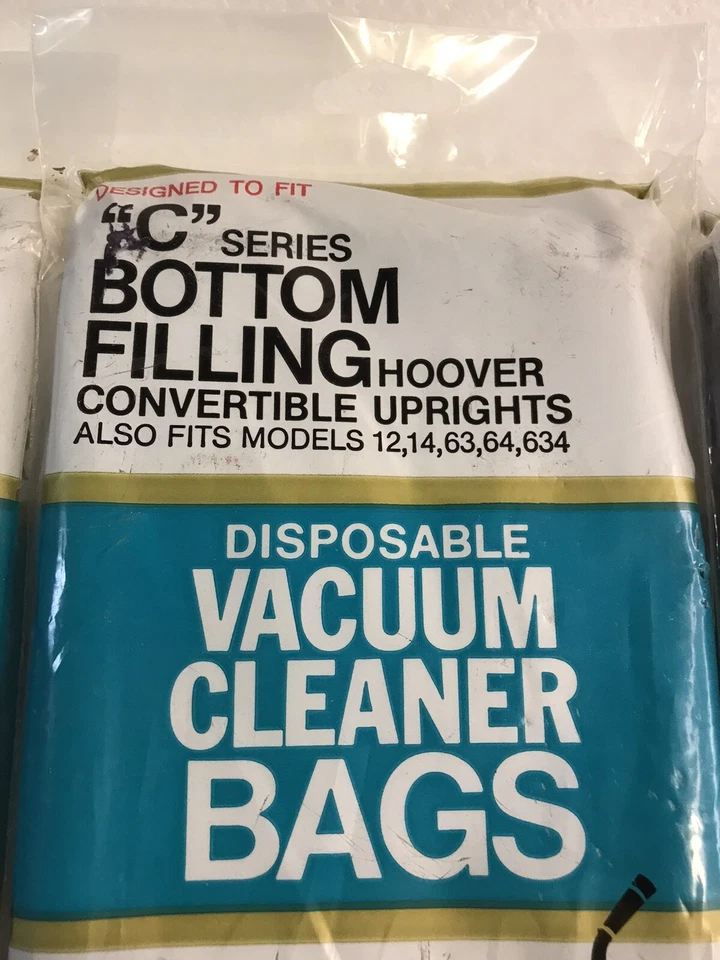 DESIGNED TO FIT
“C” SERIES
BOTTOM
FILLING HOOVER
CONVERTIBLE UPRIGHTS
ALSO FITS MODELS 12,14,63,64,634
DISPOSABLE
VACUUM
CLEANER
BAGS